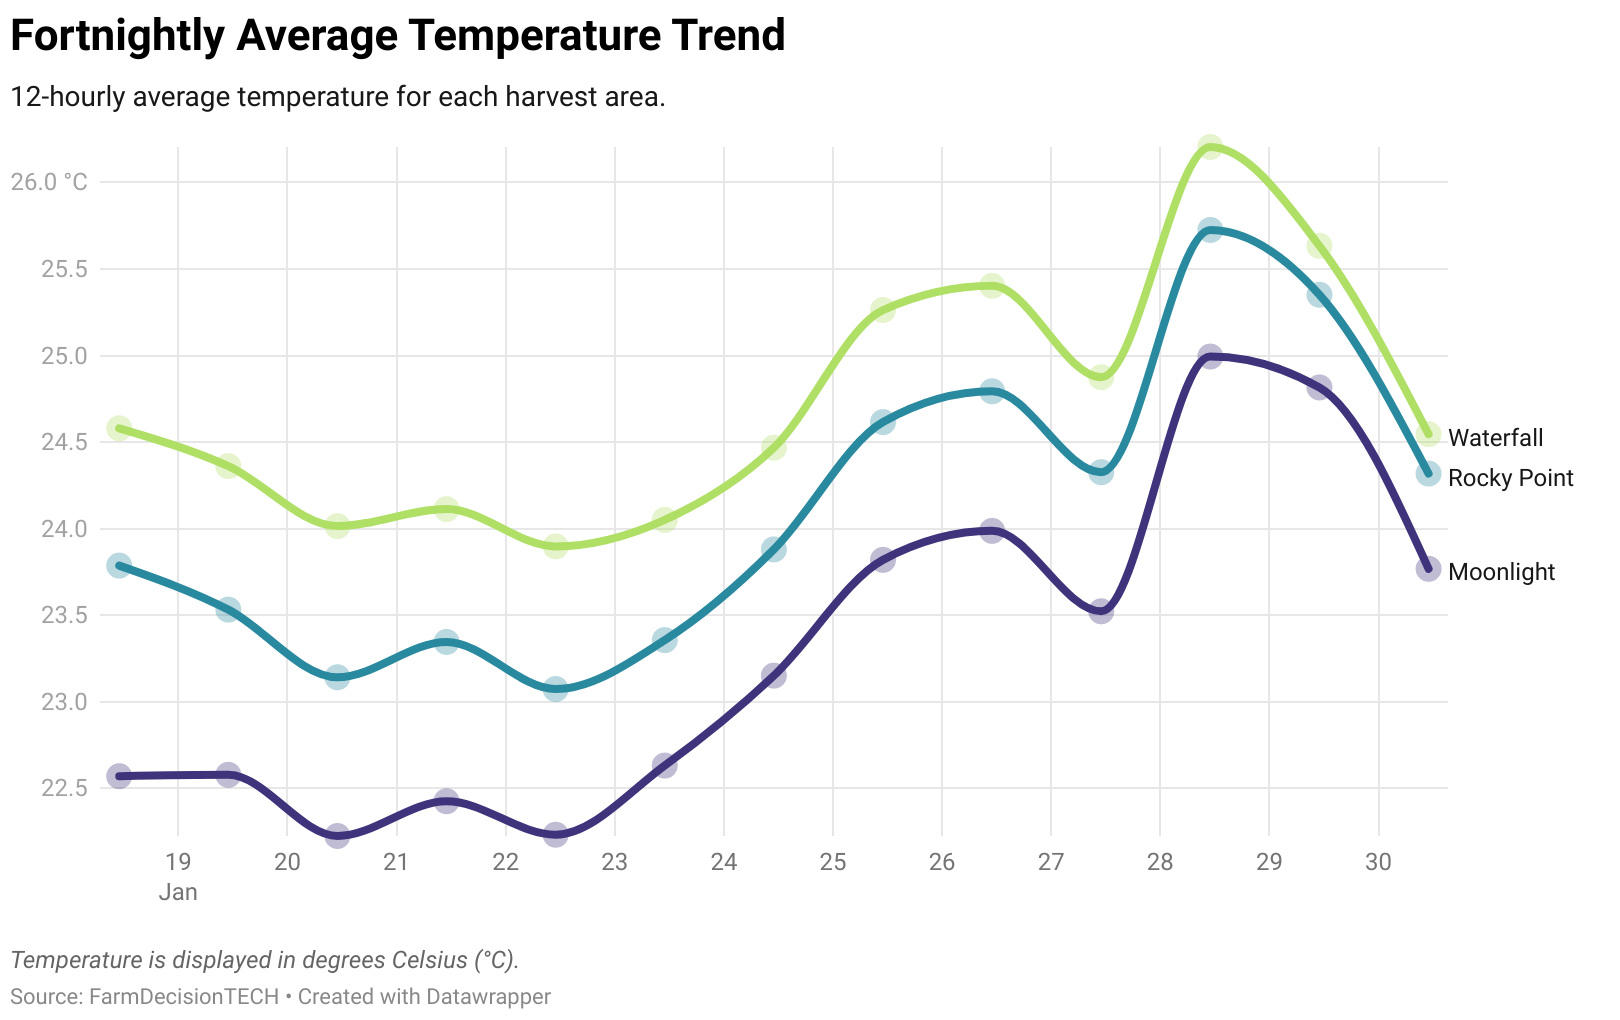 Fortnightly Average Temperature Trend
12-hourly average temperature for each harvest area.
26.0 °C
25.5
25.0
24.5
24.0
23.5
23.0
22.5
Waterfall
Rocky Point
Moonlight
19 20 21 22 23 24 25 26 27 28 29 30
Jan
Temperature is displayed in degrees Celsius (°C).
Source: FarmDecisionTECH • Created with Datawrapper